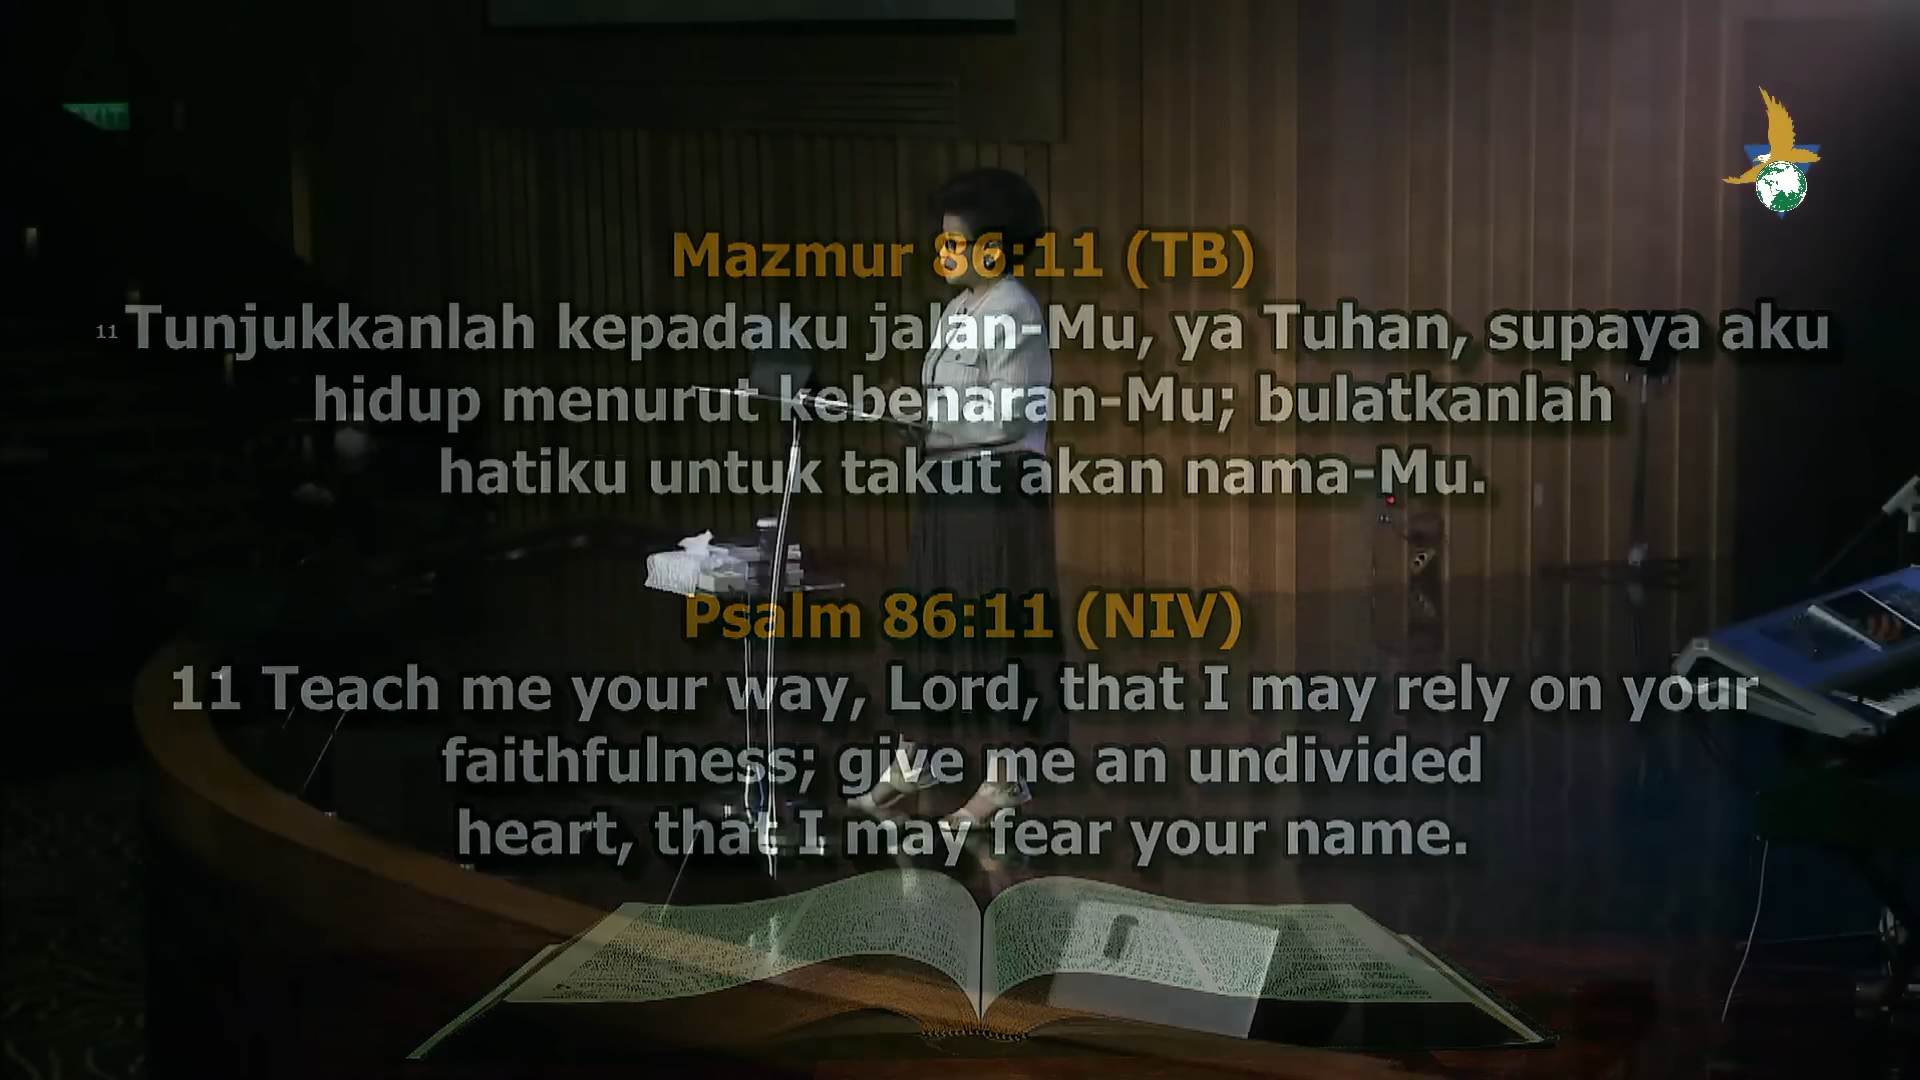 Mazmur 86:11 (TB)
11 Tunjukkanlah kepadaku jalan-Mu, ya Tuhan, supaya aku
hidup menurut kebenaran-Mu; bulatkanlah
hatiku untuk takut akan nama-Mu.
Psalm 86:11 (NIV)
11 Teach me your way, Lord, that I may rely on your
faithfulness; give me an undivided
heart, that I may fear your name.